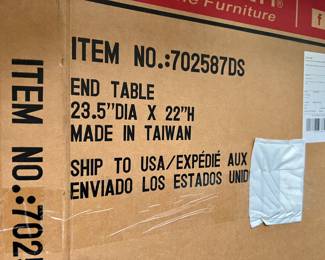 e Furniture
ITEM NO.:702587DS
END TABLE
23.5"DIA X 22"H
MADE IN TAIWAN
SHIP TO USA/EXPÉDIÉ AUX
ENVIADO LOS ESTADOS UNID
ITEM NO.:702